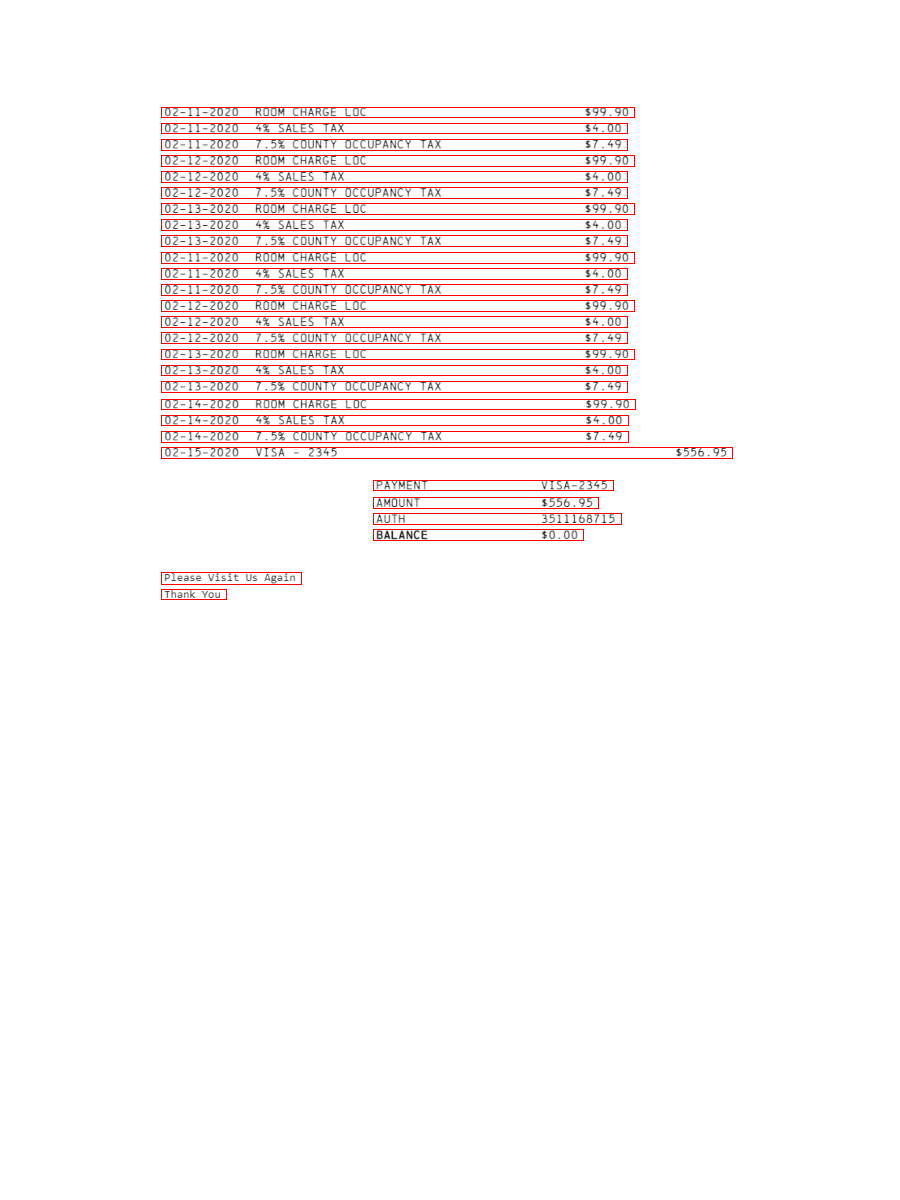 02-11-2020 ROOM CHARGE LOC $99.90
02-11-2020 4% SALES TAX $4.00
02-11-2020 7.5% COUNTY OCCUPANCY TAX $7.49
02-12-2020 ROOM CHARGE LOC $99.90
02-12-2020 4% SALES TAX $4.00
02-12-2020 7.5% COUNTY OCCUPANCY TAX $7.49
02-13-2020 ROOM CHARGE LOC $99.90
02-13-2020 4% SALES TAX $4.00
02-13-2020 7.5% COUNTY OCCUPANCY TAX $7.49
02-11-2020 ROOM CHARGE LOC $99.90
02-11-2020 4% SALES TAX $4.00
02-11-2020 7.5% COUNTY OCCUPANCY TAX $7.49
02-12-2020 ROOM CHARGE LOC $99.90
02-12-2020 4% SALES TAX $4.00
02-12-2020 7.5% COUNTY OCCUPANCY TAX $7.49
02-13-2020 ROOM CHARGE LOC $99.90
02-13-2020 4% SALES TAX $4.00
02-13-2020 7.5% COUNTY OCCUPANCY TAX $7.49
02-14-2020 ROOM CHARGE LOC $99.90
02-14-2020 4% SALES TAX $4.00
02-14-2020 7.5% COUNTY OCCUPANCY TAX $7.49
02-15-2020 VISA - 2345 $556.95
PAYMENT VISA-2345
AMOUNT $556.95
AUTH 3511168715
BALANCE $0.00
Please Visit Us Again
Thank You